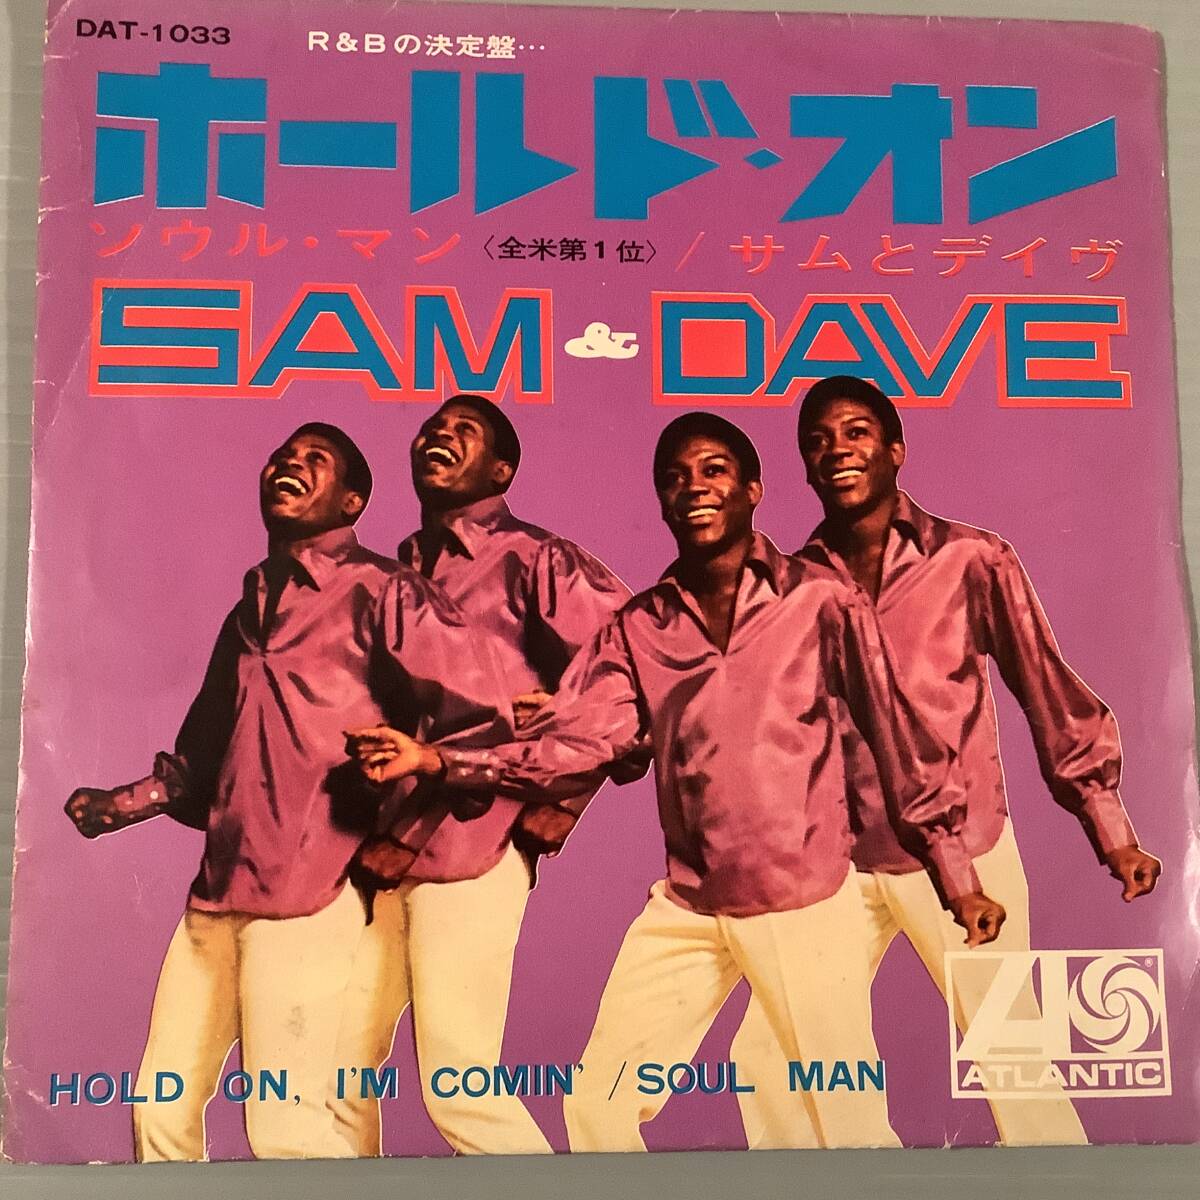 DAT-1033
R&Bの決定盤…
ホールド・オン
ソウル・マン〈全米第1位〉/サムとデイヴ
SAM & DAVE
HOLD ON, I'M COMIN' / SOUL MAN
®
ATLANTIC